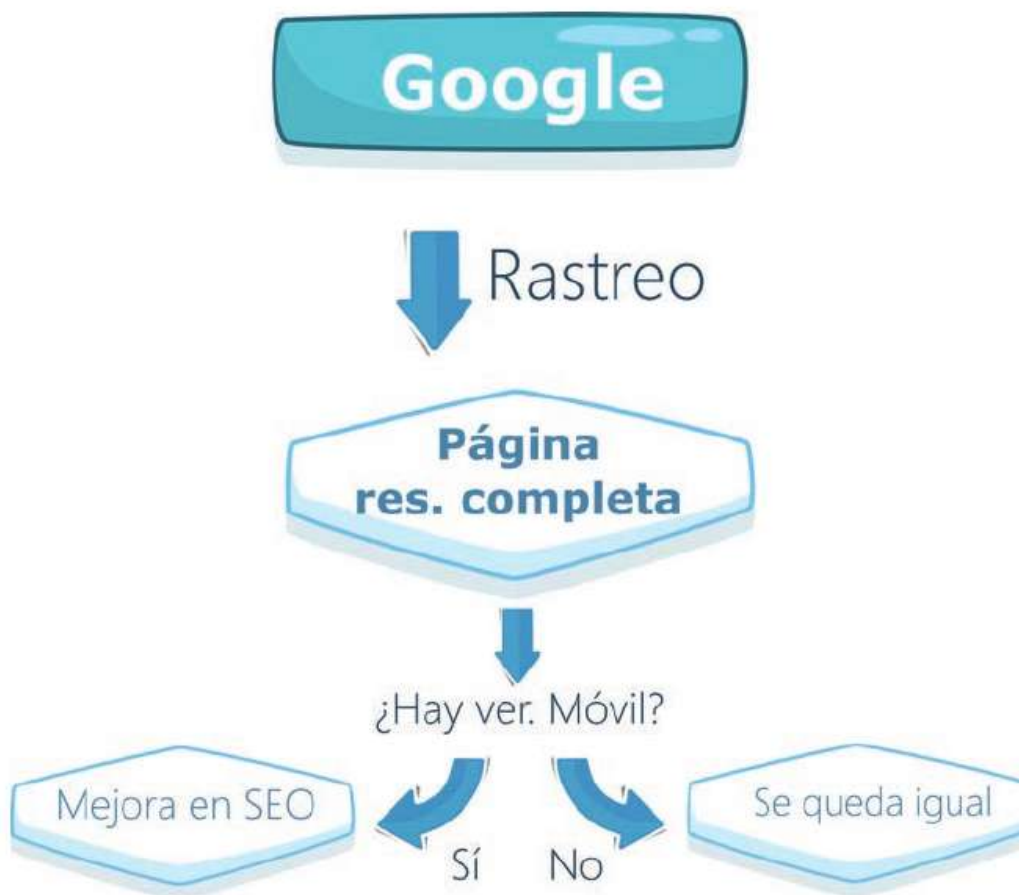 Google
Rastreo
Página
res. completa
¿Hay ver. Móvil?
Mejora en SEO
Se queda igual
Sí
No